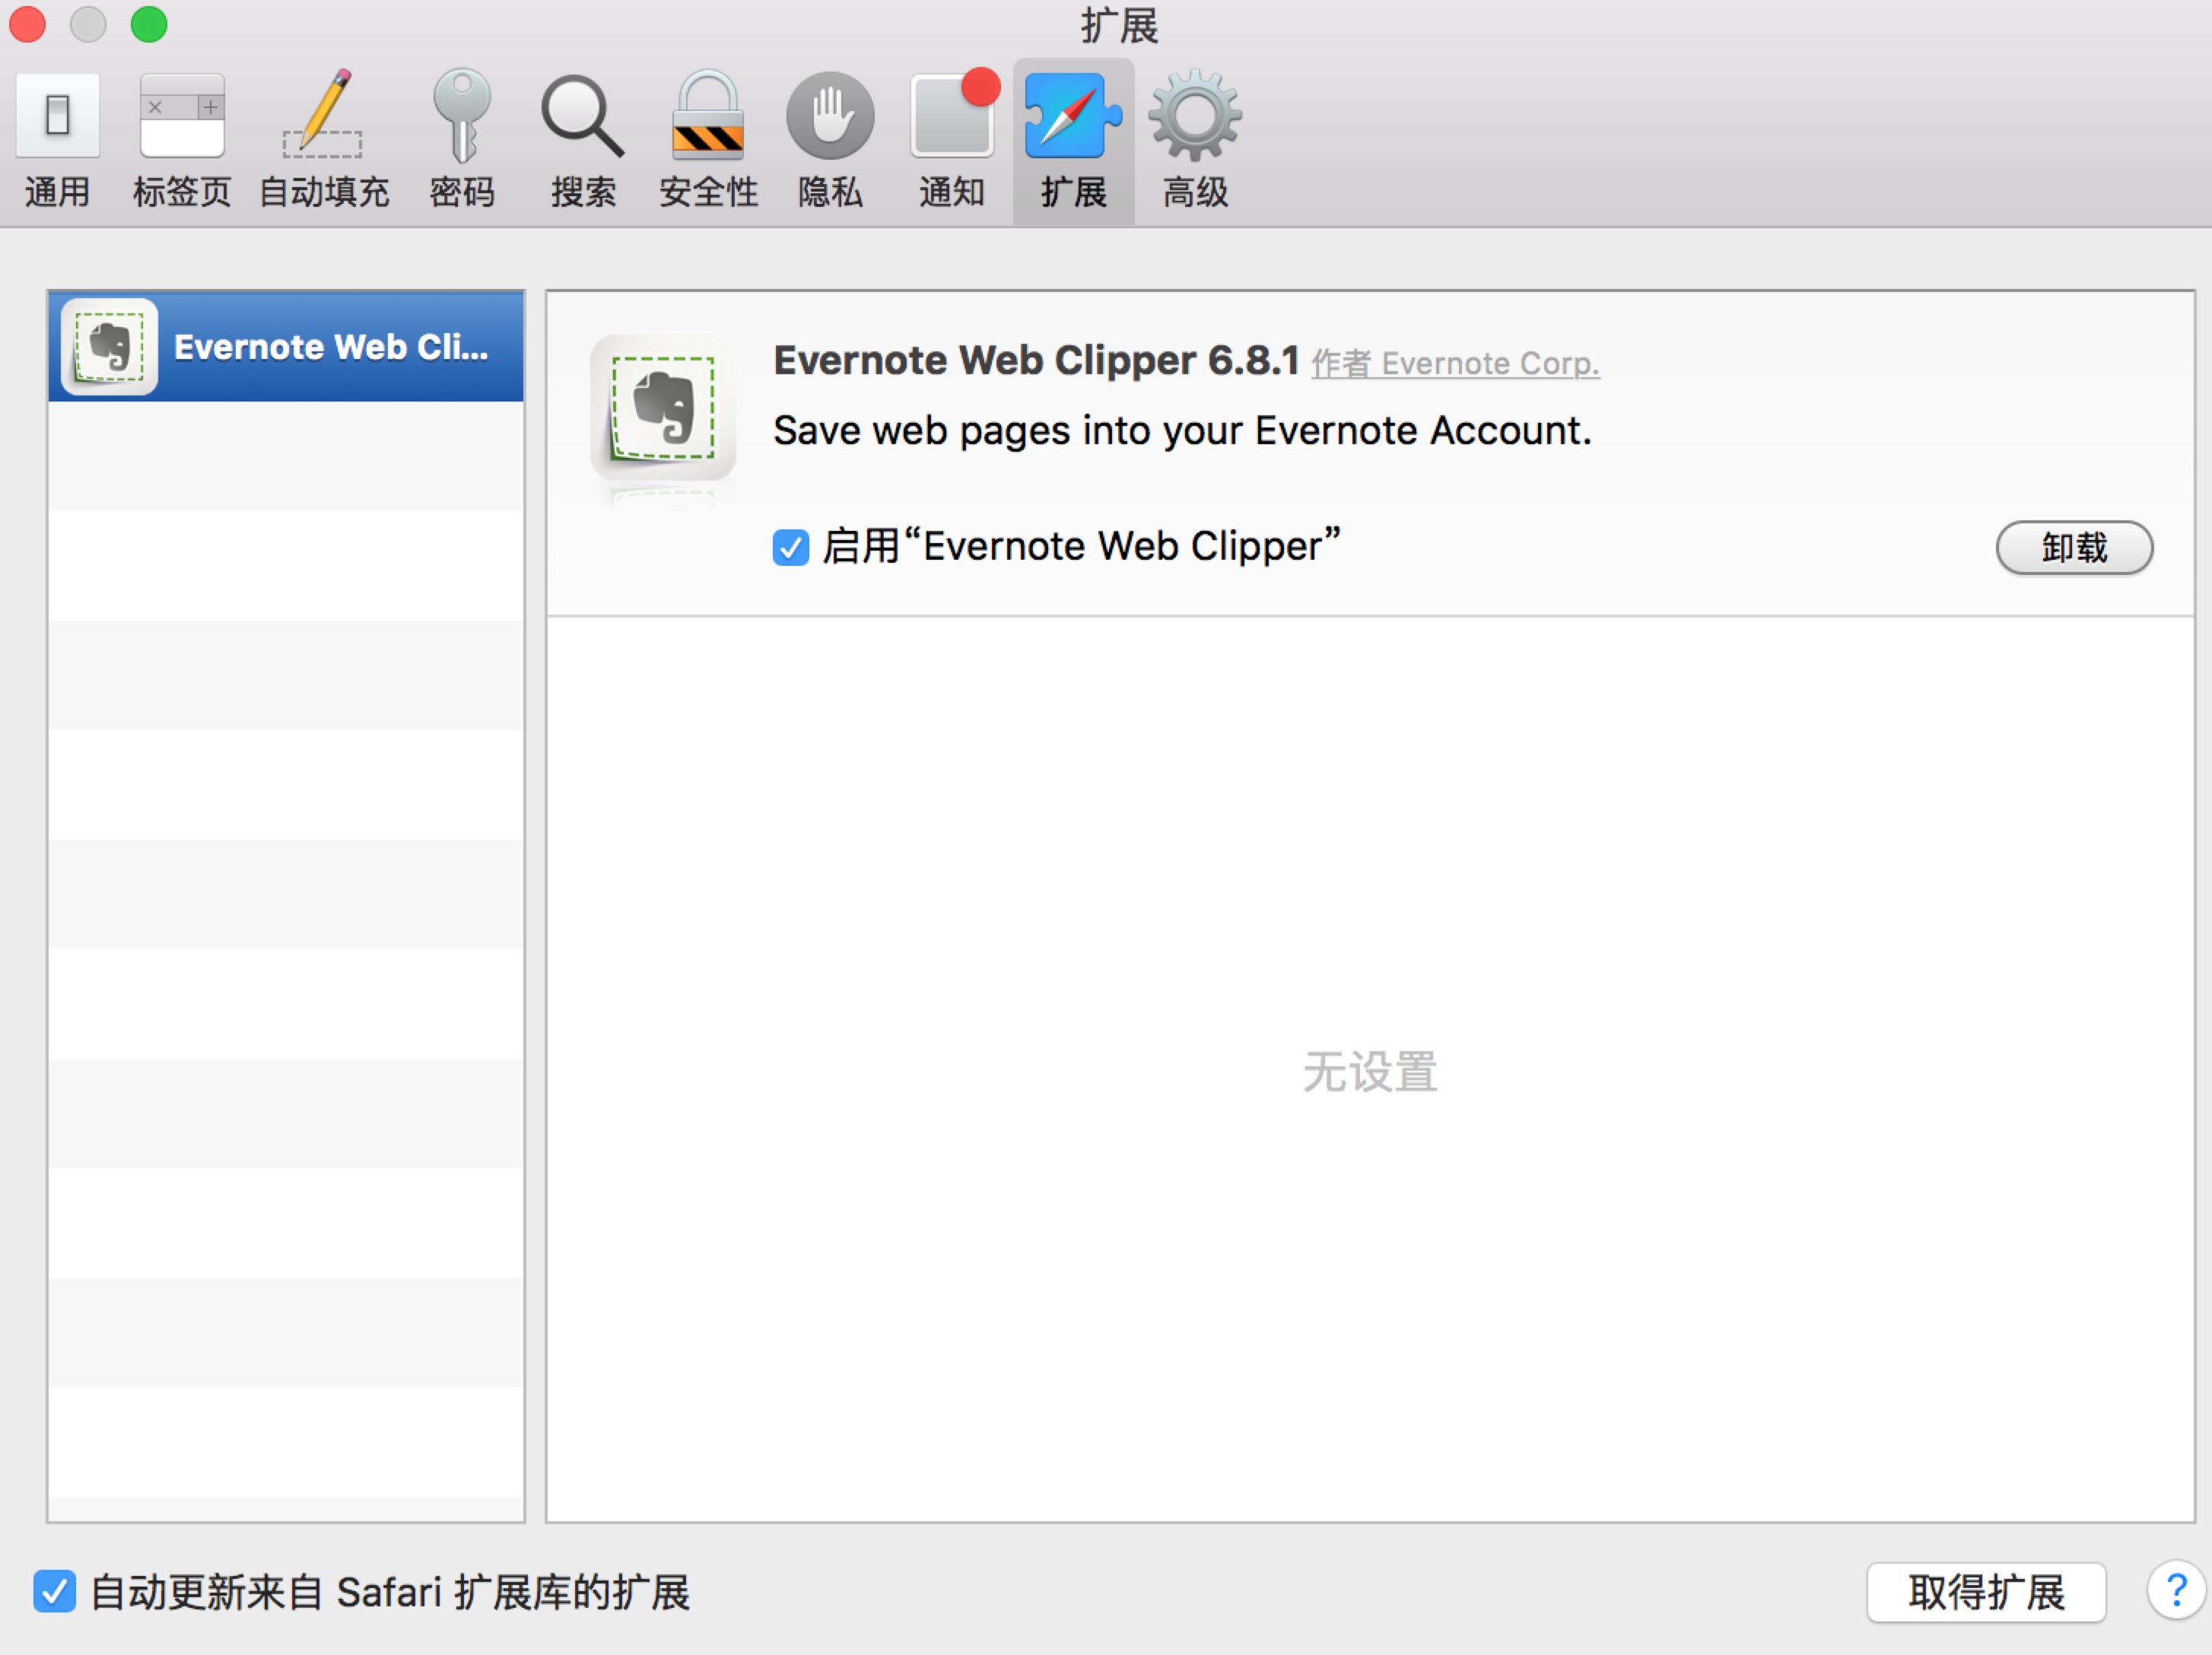 扩展
通用 标签页 自动填充 密码 搜索 安全性 隐私 通知 扩展 高级
Evernote Web Cli...
Evernote Web Clipper 6.8.1 作者 Evernote Corp.
Save web pages into your Evernote Account.
启用“Evernote Web Clipper”
卸载
无设置
自动更新来自 Safari 扩展库的扩展
取得扩展
?